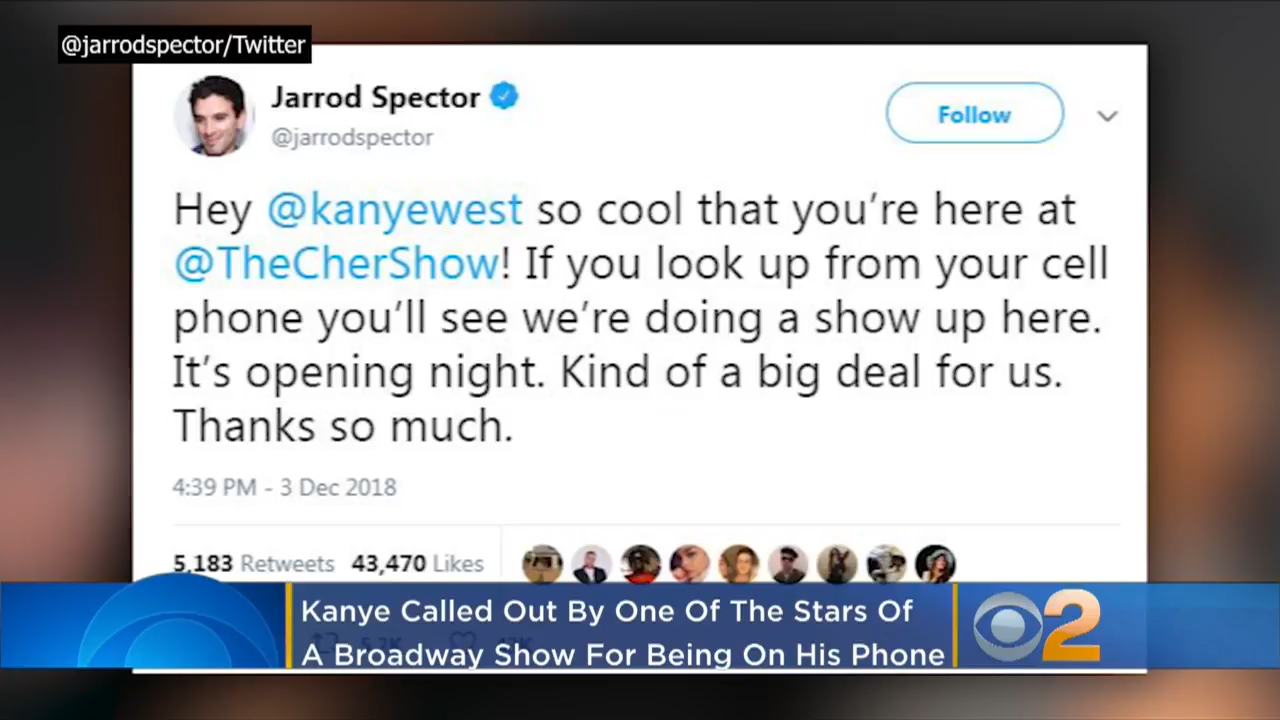 @jarrodspector/Twitter
Jarrod Spector
@jarrodspector
Follow
Hey @kanyewest so cool that you’re here at
@TheCherShow! If you look up from your cell
phone you’ll see we’re doing a show up here.
It’s opening night. Kind of a big deal for us.
Thanks so much.
4:39 PM - 3 Dec 2018
5,183 Retweets 43,470 Likes
Kanye Called Out By One Of The Stars Of
A Broadway Show For Being On His Phone
2